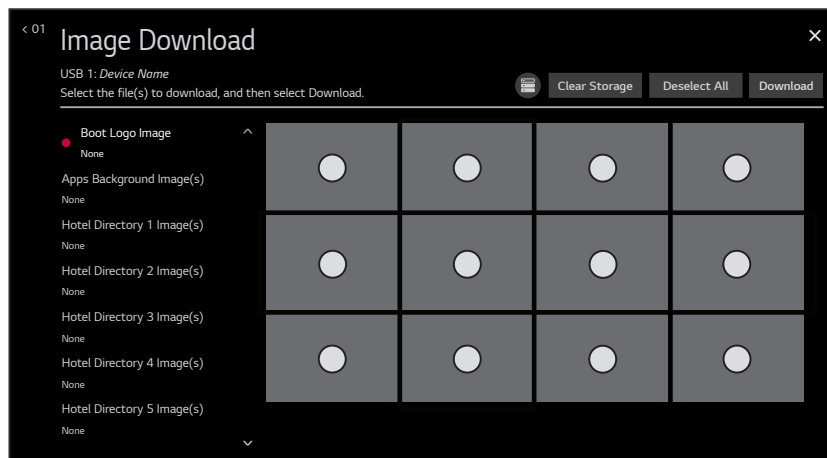 < 01
Image Download
USB 1: Device Name
Select the file(s) to download, and then select Download.
Clear Storage
Deselect All
Download
Boot Logo Image
None
Apps Background Image(s)
None
Hotel Directory 1 Image(s)
None
Hotel Directory 2 Image(s)
None
Hotel Directory 3 Image(s)
None
Hotel Directory 4 Image(s)
None
Hotel Directory 5 Image(s)
None